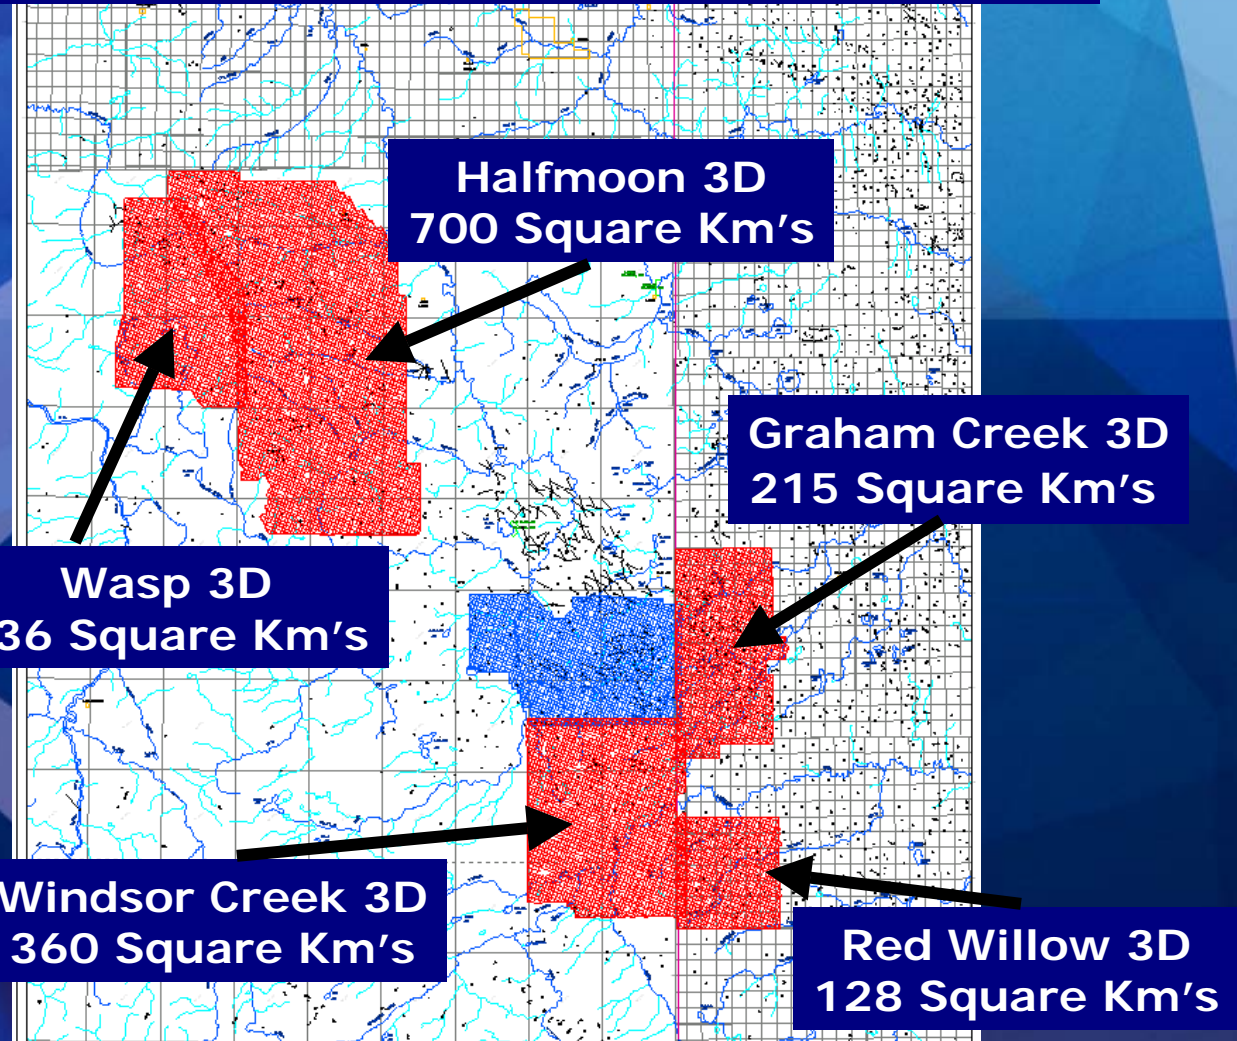 Halfmoon 3D
700 Square Km's
Graham Creek 3D
215 Square Km's
Wasp 3D
36 Square Km's
Windsor Creek 3D
360 Square Km's
Red Willow 3D
128 Square Km's